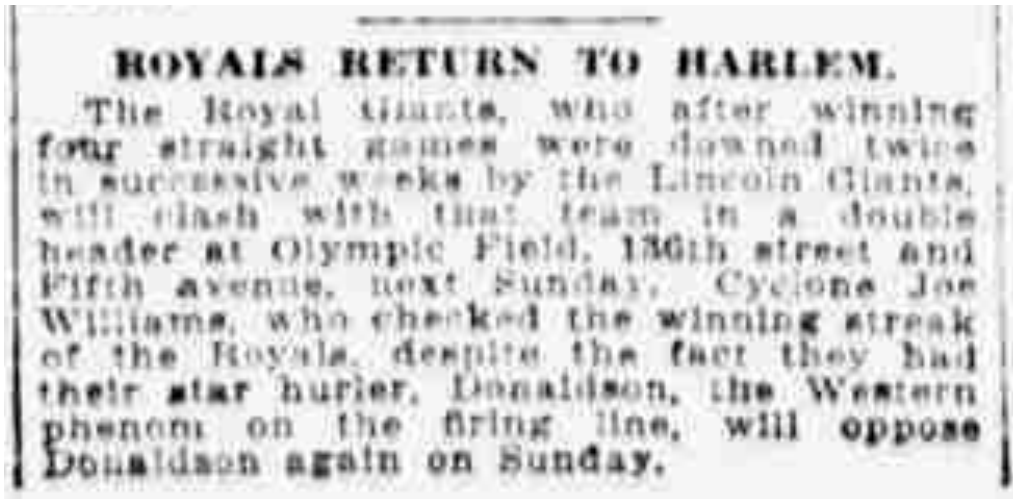 ROYALS RETURN TO HARLEM.
The Royal Giants, who after winning
four straight games were downed twice
in successive weeks by the Lincoln Giants,
will clash with that team in a double
header at Olympic Field, 136th street and
Fifth avenue, next Sunday. Cyclone Joe
Williams, who checked the winning streak
of the Royals, despite the fact they had
their star hurler, Donaldson, the Western
phenom on the firing line, will oppose
Donaldson again on Sunday.